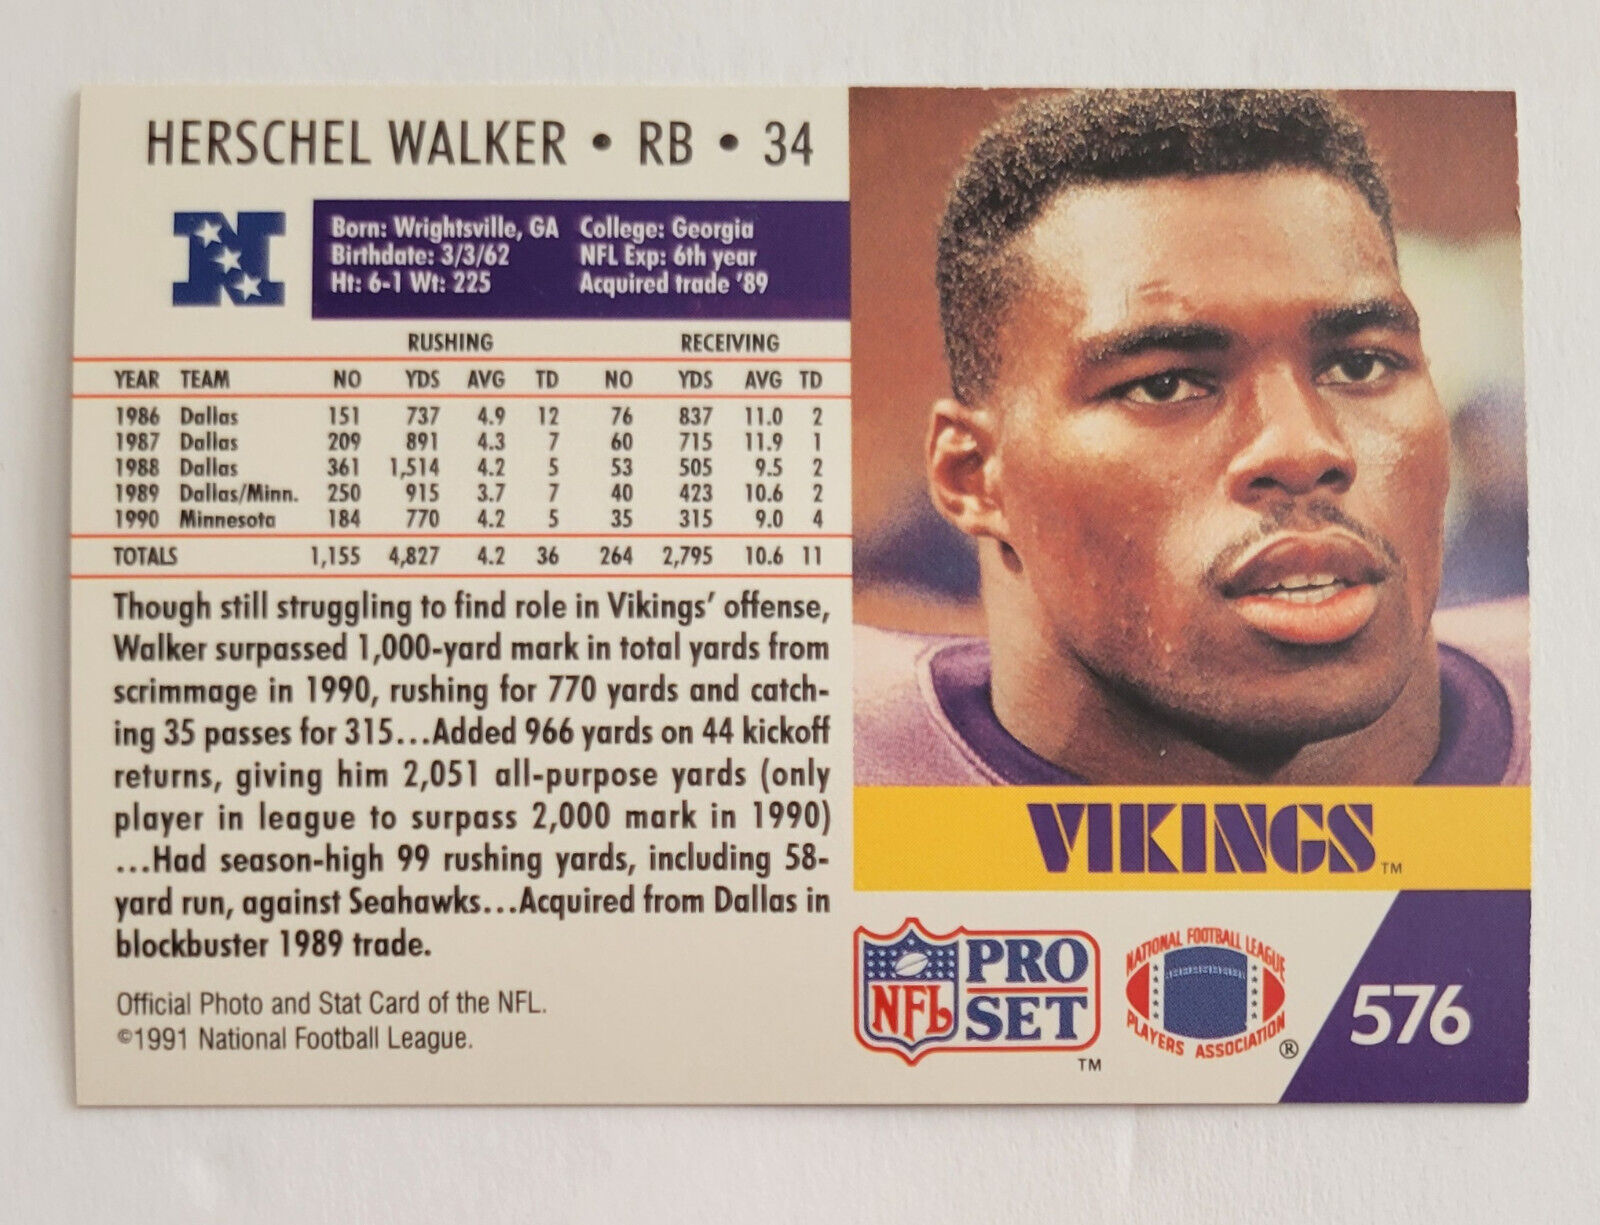 HERSCHEL WALKER • RB • 34
N
Born: Wrightsville, GA College: Georgia
Birthdate: 3/3/62 NFL Exp: 6th year
Ht: 6-1 Wt: 225 Acquired trade '89
RUSHING RECEIVING
YEAR TEAM NO YDS AVG TD NO YDS AVG TD
1986 Dallas 151 737 4.9 12 76 837 11.0 2
1987 Dallas 209 891 4.3 7 60 715 11.9 1
1988 Dallas 361 1,514 4.2 5 53 505 9.5 2
1989 Dallas/Minn. 250 915 3.7 7 40 423 10.6 2
1990 Minnesota 184 770 4.2 5 35 315 9.0 4
TOTALS 1,155 4,827 4.2 36 264 2,795 10.6 11
Though still struggling to find role in Vikings' offense,
Walker surpassed 1,000-yard mark in total yards from
scrimmage in 1990, rushing for 770 yards and catch-
ing 35 passes for 315...Added 966 yards on 44 kickoff
returns, giving him 2,051 all-purpose yards (only
player in league to surpass 2,000 mark in 1990)
...Had season-high 99 rushing yards, including 58-
yard run, against Seahawks...Acquired from Dallas in
blockbuster 1989 trade.
Official Photo and Stat Card of the NFL.
©1991 National Football League.
VIKINGS™
NFL PRO
SET™
NATIONAL FOOTBALL LEAGUE
PLAYERS ASSOCIATION®
576